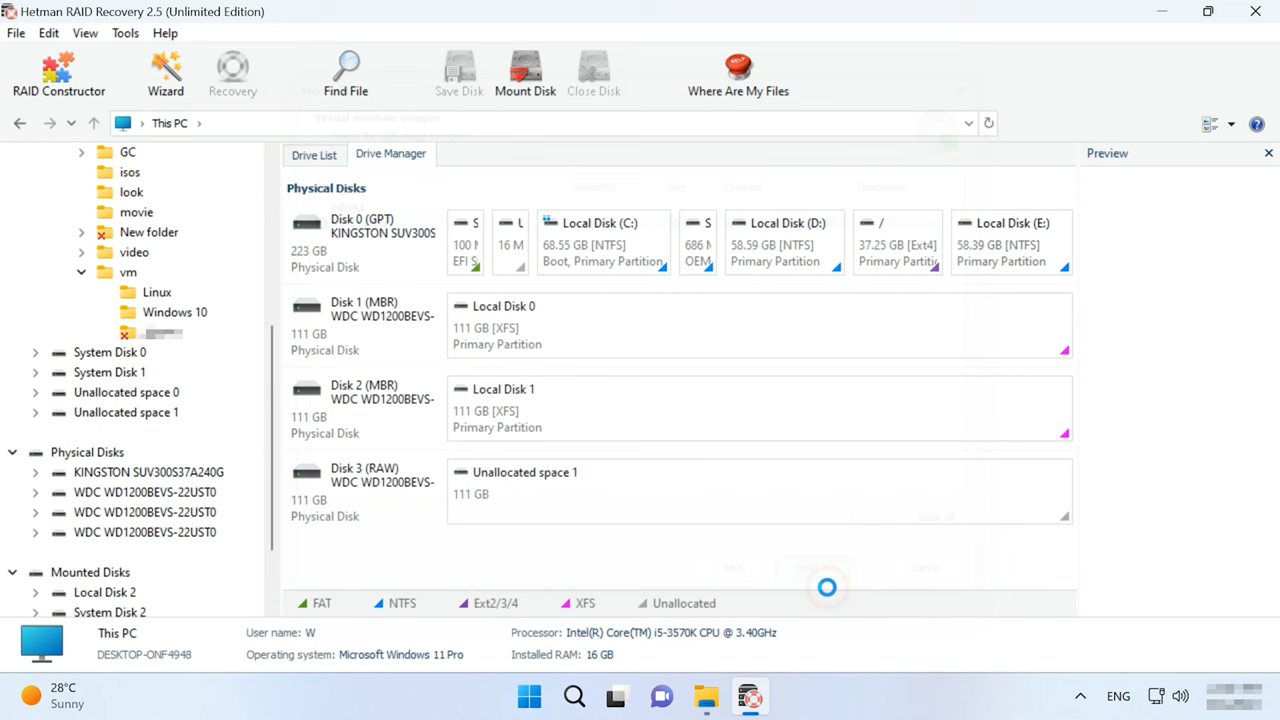 Hetman RAID Recovery 2.5 (Unlimited Edition)
File Edit View Tools Help
RAID Constructor Wizard Recovery Find File Save Disk Mount Disk Close Disk Where Are My Files
This PC
GC
isos
look
movie
New folder
video
vm
Linux
Windows 10
System Disk 0
System Disk 1
Unallocated space 0
Unallocated space 1
Physical Disks
KINGSTON SUV300S37A240G
WDC WD1200BEVS-22UST0
WDC WD1200BEVS-22UST0
WDC WD1200BEVS-22UST0
Mounted Disks
Local Disk 2
System Disk 2
Drive List Drive Manager
Virtual machine images
Physical Disks
Disk 0 (GPT)
KINGSTON SUV300S
223 GB
Physical Disk
S
100 M
EFI S
16 M
Local Disk (C:)
68.55 GB [NTFS]
Boot, Primary Partition
S
686 M
OEM,
Local Disk (D:)
58.59 GB [NTFS]
Primary Partition
/
37.25 GB [Ext4]
Primary Partitic
Local Disk (E:)
58.39 GB [NTFS]
Primary Partition
Disk 1 (MBR)
WDC WD1200BEVS-
111 GB
Physical Disk
Local Disk 0
111 GB [XFS]
Primary Partition
Disk 2 (MBR)
WDC WD1200BEVS-
111 GB
Physical Disk
Local Disk 1
111 GB [XFS]
Primary Partition
Disk 3 (RAW)
WDC WD1200BEVS-
111 GB
Physical Disk
Unallocated space 1
111 GB
FAT NTFS Ext2/3/4 XFS Unallocated
Preview
This PC
DESKTOP-ONF4948
User name: W
Operating system: Microsoft Windows 11 Pro
Processor: Intel(R) Core(TM) i5-3570K CPU @ 3.40GHz
Installed RAM: 16 GB
28°C
Sunny
ENG